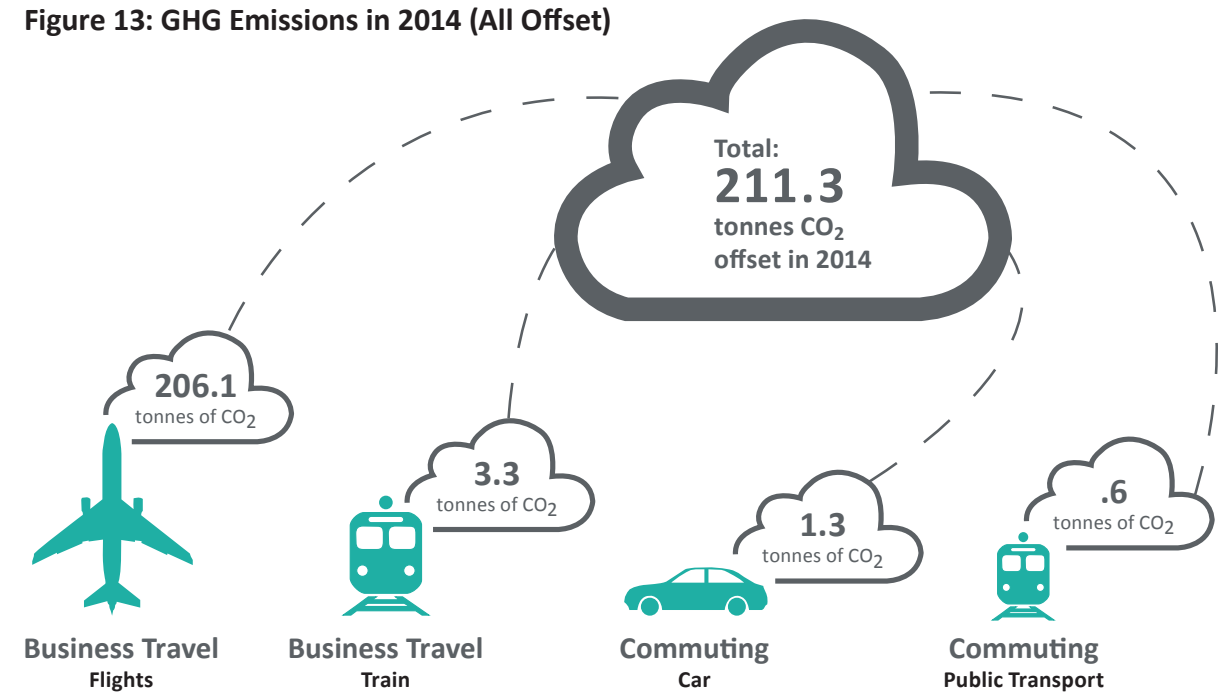 Figure 13: GHG Emissions in 2014 (All Offset)
Total:
211.3
tonnes CO2
offset in 2014
206.1
tonnes of CO2
3.3
tonnes of CO2
1.3
tonnes of CO2
.6
tonnes of CO2
Business Travel
Flights
Business Travel
Train
Commuting
Car
Commuting
Public Transport